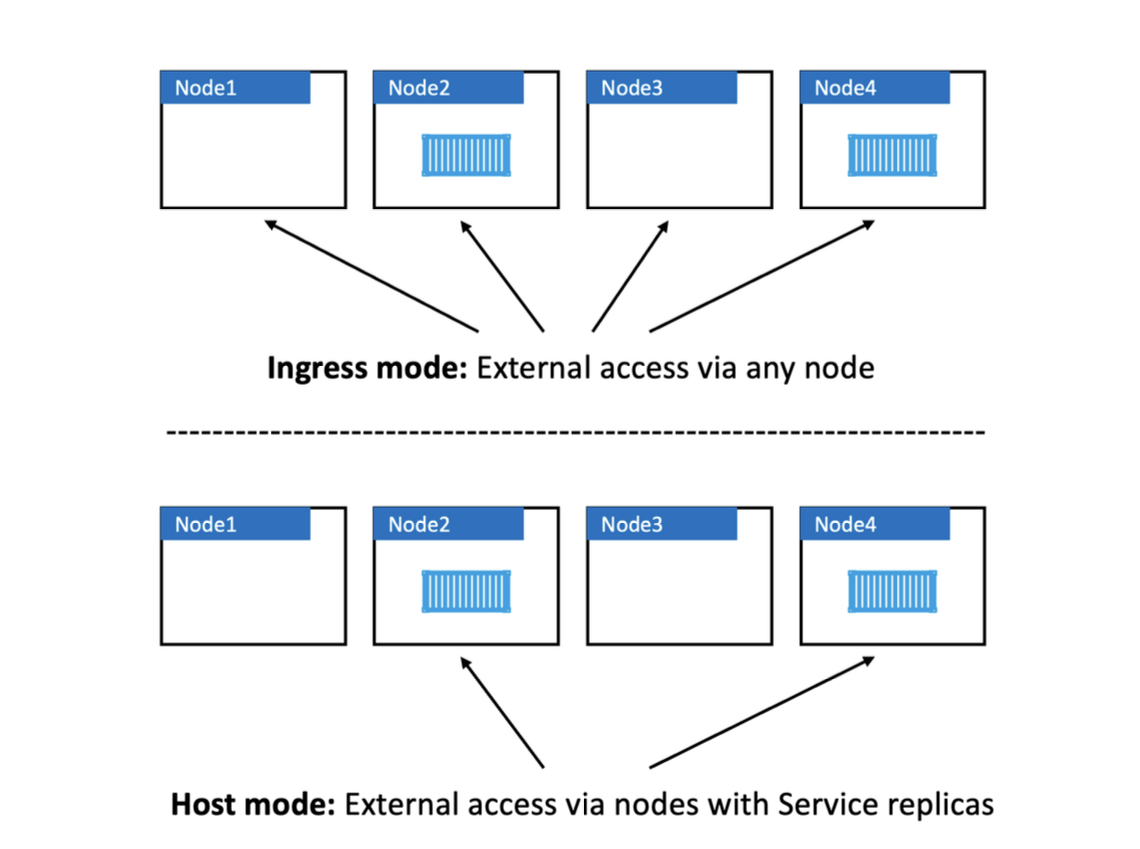 Node1
Node2
Node3
Node4
Ingress mode: External access via any node
Node1
Node2
Node3
Node4
Host mode: External access via nodes with Service replicas